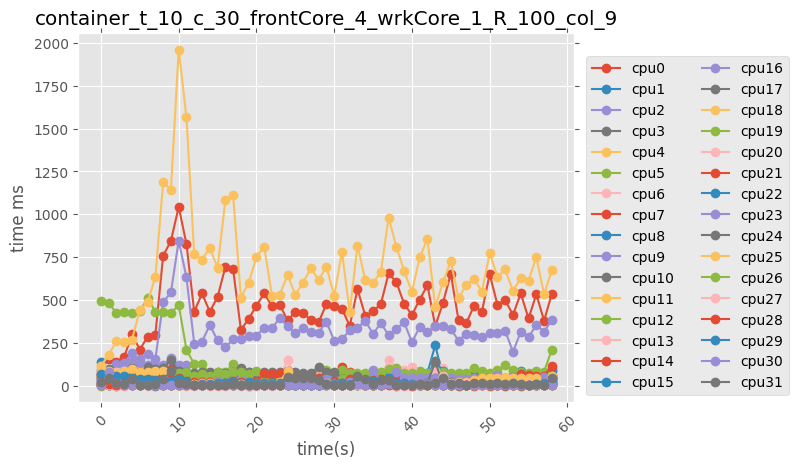 container_t_10_c_30_frontCore_4_wrkCore_1_R_100_col_9
time ms
2000
1750
1500
1250
1000
750
500
250
0
0
10
20
30
40
50
60
time(s)
cpu0
cpu1
cpu2
cpu3
cpu4
cpu5
cpu6
cpu7
cpu8
cpu9
cpu10
cpu11
cpu12
cpu13
cpu14
cpu15
cpu16
cpu17
cpu18
cpu19
cpu20
cpu21
cpu22
cpu23
cpu24
cpu25
cpu26
cpu27
cpu28
cpu29
cpu30
cpu31